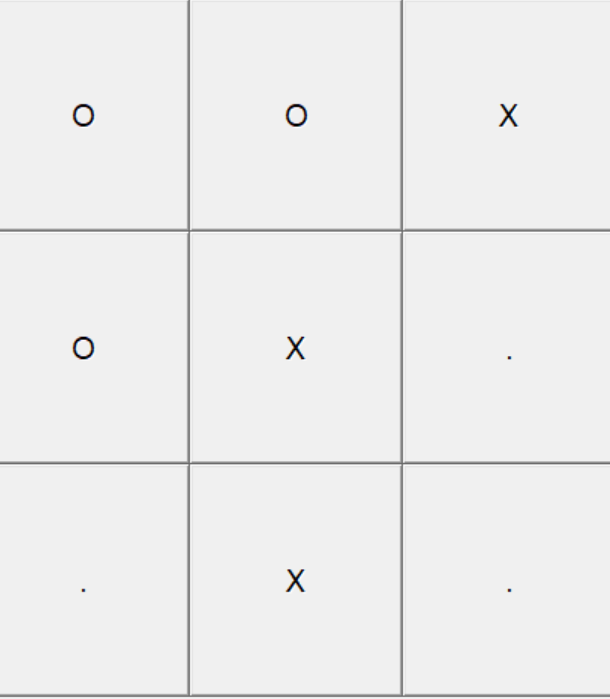 O O X
O X .
. X .